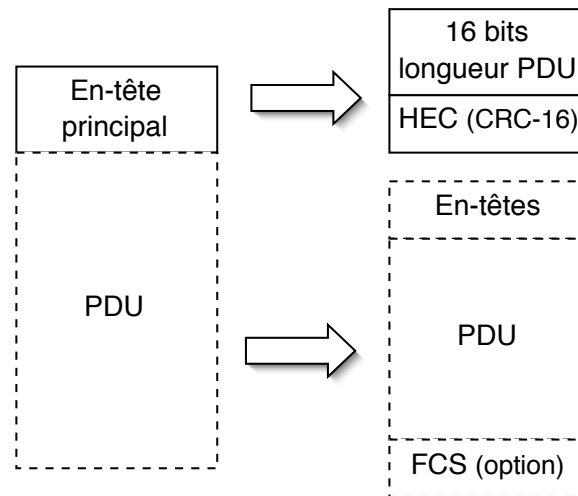 En-tête
principal
PDU
16 bits
longueur PDU
HEC (CRC-16)
En-têtes
PDU
FCS (option)